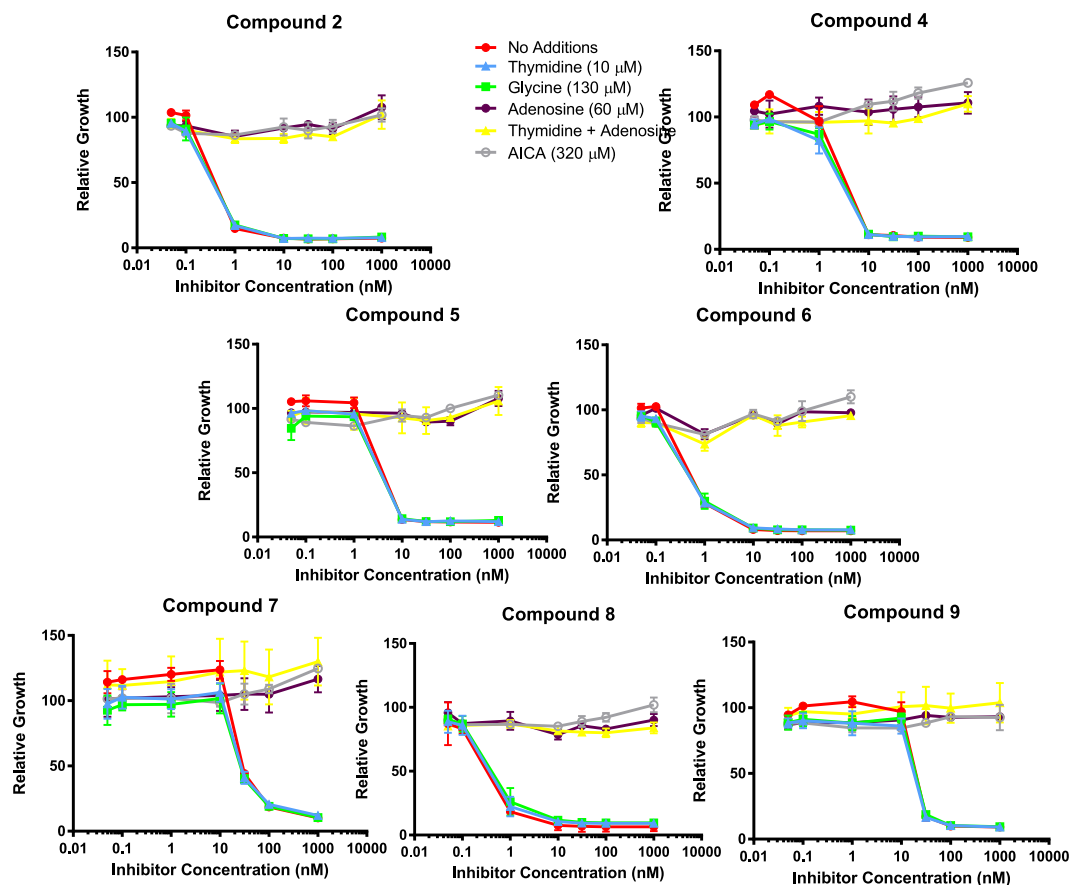 Compound 2
150
100
50
0
Relative Growth
0.01 0.1 1 10 100 1000 10000
Inhibitor Concentration (nM)
No Additions
Thymidine (10 μM)
Glycine (130 μM)
Adenosine (60 μM)
Thymidine + Adenosine
AICA (320 μM)
Compound 4
150
100
50
0
Relative Growth
0.01 0.1 1 10 100 1000 10000
Inhibitor Concentration (nM)
Compound 5
150
100
50
0
Relative Growth
0.01 0.1 1 10 100 1000 10000
Inhibitor Concentration (nM)
Compound 6
150
100
50
0
Relative Growth
0.01 0.1 1 10 100 1000 10000
Inhibitor Concentration (nM)
Compound 7
150
100
50
0
Relative Growth
0.01 0.1 1 10 100 1000 10000
Inhibitor Concentration (nM)
Compound 8
150
100
50
0
Relative Growth
0.01 0.1 1 10 100 1000 10000
Inhibitor Concentration (nM)
Compound 9
150
100
50
0
Relative Growth
0.01 0.1 1 10 100 1000 10000
Inhibitor Concentration (nM)